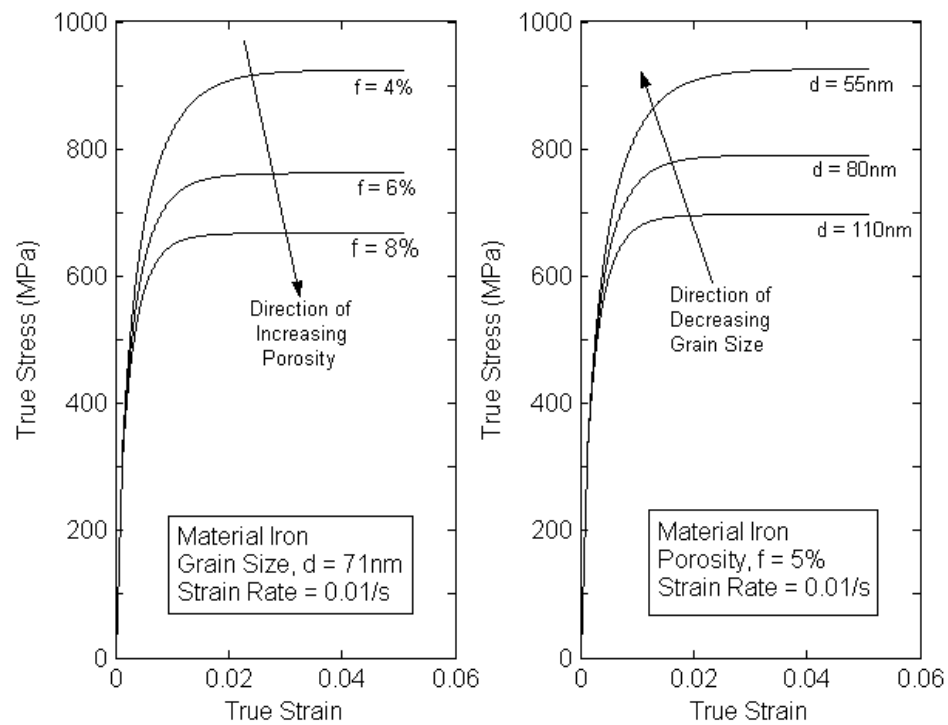 1000
800
600
400
200
0
True Stress (MPa)
f = 4%
f = 6%
f = 8%
Direction of
Increasing
Porosity
Material Iron
Grain Size, d = 71nm
Strain Rate = 0.01/s
0 0.02 0.04 0.06
True Strain
1000
800
600
400
200
0
True Stress (MPa)
d = 55nm
d = 80nm
d = 110nm
Direction of
Decreasing
Grain Size
Material Iron
Porosity, f = 5%
Strain Rate = 0.01/s
0 0.02 0.04 0.06
True Strain